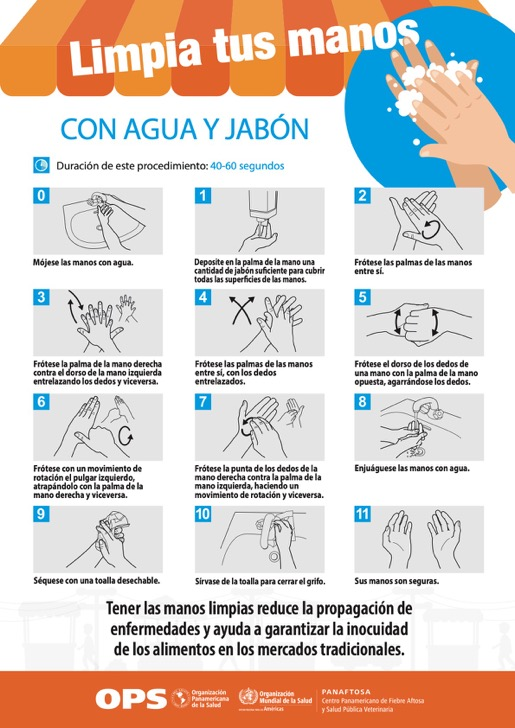 Limpia tus manos
CON AGUA Y JABÓN
Duración de este procedimiento: 40-60 segundos
0
Mójese las manos con agua.
1
Deposite en la palma de la mano una
cantidad de jabón suficiente para cubrir
todas las superficies de las manos.
2
Frótese las palmas de las manos
entre sí.
3
Frótese la palma de la mano derecha
contra el dorso de la mano izquierda
entrelazando los dedos y viceversa.
4
Frótese las palmas de las manos
entre sí, con los dedos
entrelazados.
5
Frótese el dorso de los dedos de
una mano con la palma de la mano
opuesta, agarrándose los dedos.
6
Frótese con un movimiento de
rotación el pulgar izquierdo,
atrapándolo con la palma de la
mano derecha y viceversa.
7
Frótese la punta de los dedos de la
mano derecha contra la palma de la
mano izquierda, haciendo un
movimiento de rotación y viceversa.
8
Enjuáguese las manos con agua.
9
Séquese con una toalla desechable.
10
Sírvase de la toalla para cerrar el grifo.
11
Sus manos son seguras.
Tener las manos limpias reduce la propagación de
enfermedades y ayuda a garantizar la inocuidad
de los alimentos en los mercados tradicionales.
OPS
Organización
Panamericana
de la Salud
Organización
Mundial de la Salud
Américas
PANAFTOSA
Centro Panamericano de Fiebre Aftosa
y Salud Pública Veterinaria